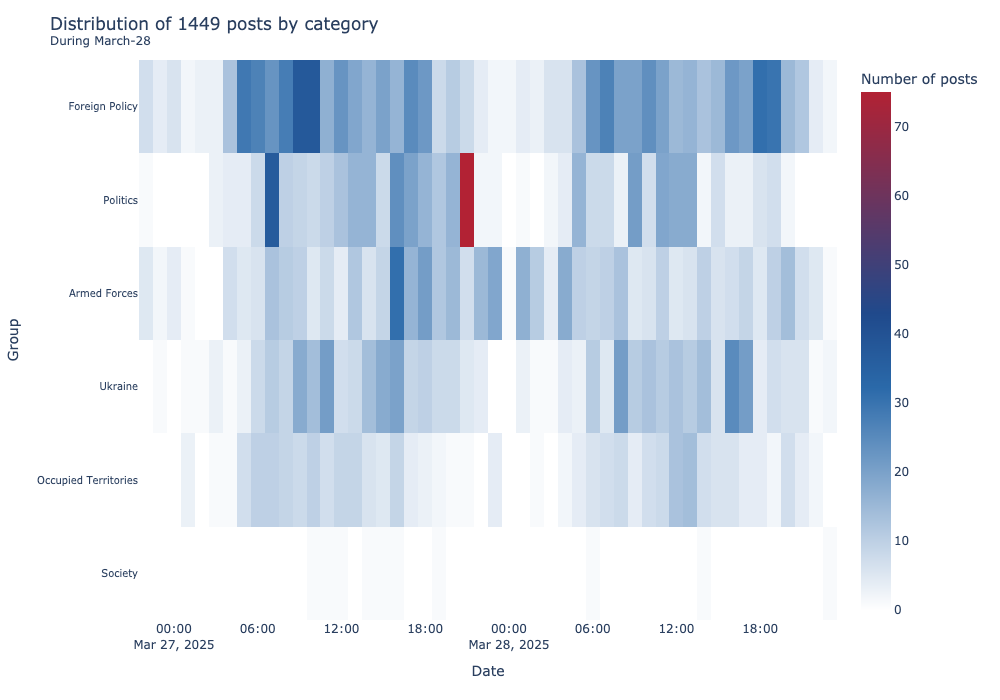 Distribution of 1449 posts by category
During March-28
Number of posts
Foreign Policy
Politics
Armed Forces
Ukraine
Occupied Territories
Society
Group
70
60
50
40
30
20
10
0
00:00 06:00 12:00 18:00 00:00 06:00 12:00 18:00
Mar 27, 2025 Mar 28, 2025
Date